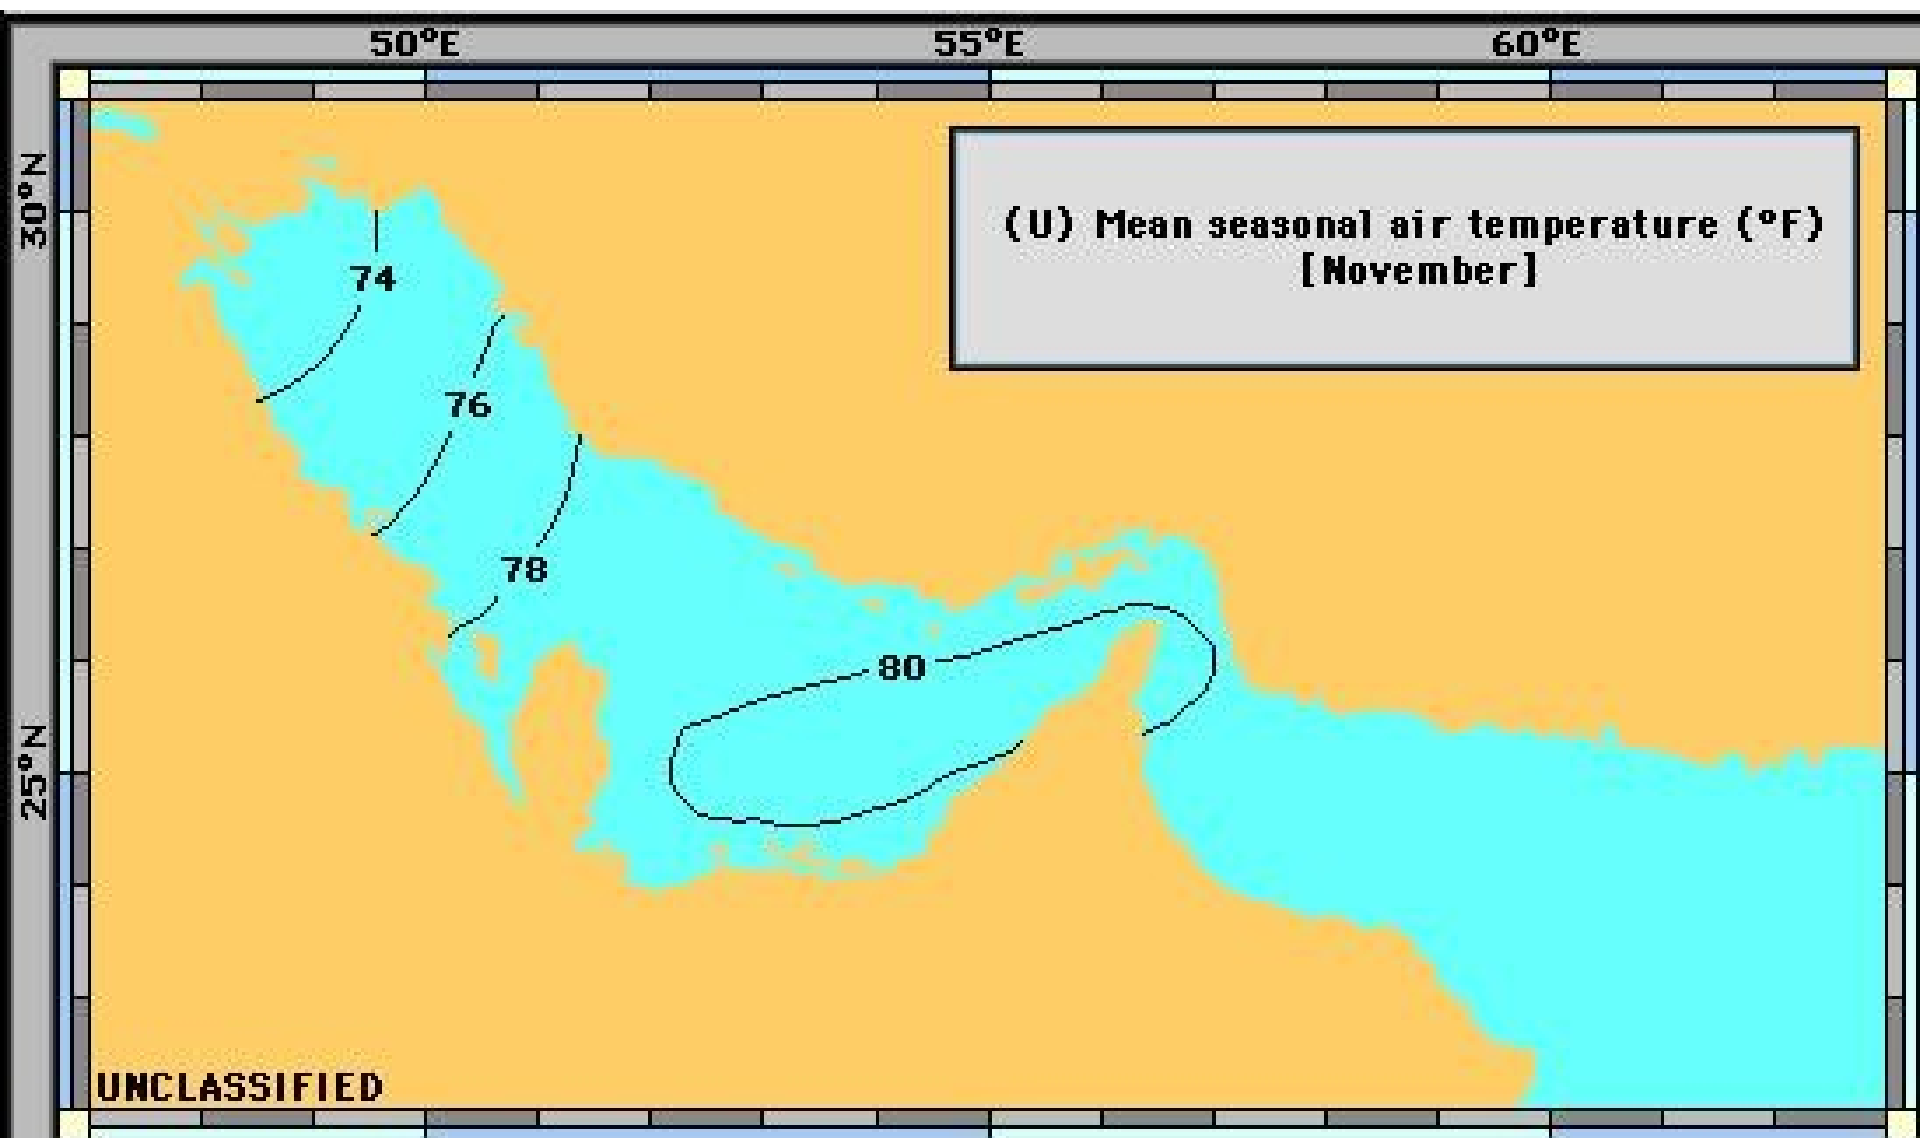 50°E 55°E 60°E
30°N
(U) Mean seasonal air temperature (°F)
[November]
74
76
78
80
25°N
UNCLASSIFIED